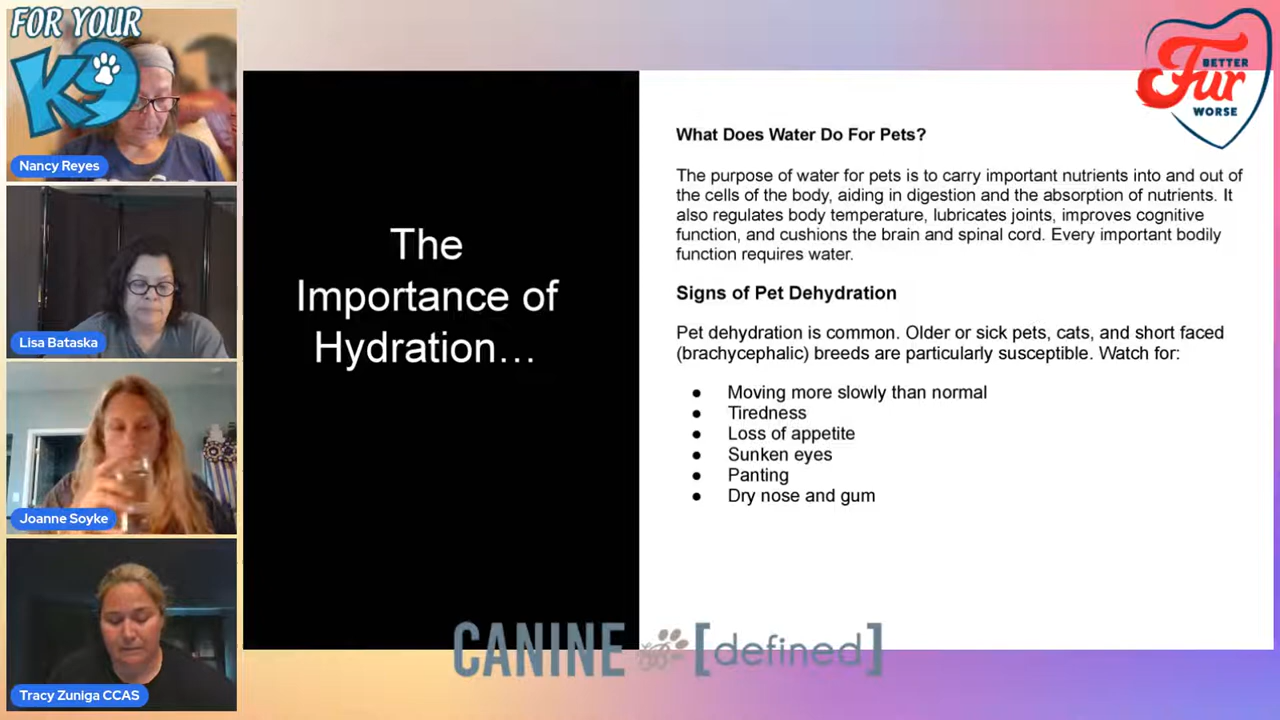 FOR YOUR
K9
Nancy Reyes
Lisa Bataska
Joanne Soyke
Tracy Zuniga CCAS
The
Importance of
Hydration…
BETTER
Fur
WORSE
What Does Water Do For Pets?
The purpose of water for pets is to carry important nutrients into and out of
the cells of the body, aiding in digestion and the absorption of nutrients. It
also regulates body temperature, lubricates joints, improves cognitive
function, and cushions the brain and spinal cord. Every important bodily
function requires water.
Signs of Pet Dehydration
Pet dehydration is common. Older or sick pets, cats, and short faced
(brachycephalic) breeds are particularly susceptible. Watch for:
● Moving more slowly than normal
● Tiredness
● Loss of appetite
● Sunken eyes
● Panting
● Dry nose and gum
CANINE [defined]